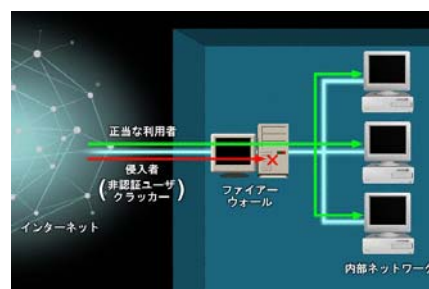 正当な利用者
侵入者
(非認証ユーザ
クラッカー)
ファイアー
ウォール
インターネット
内部ネットワーク